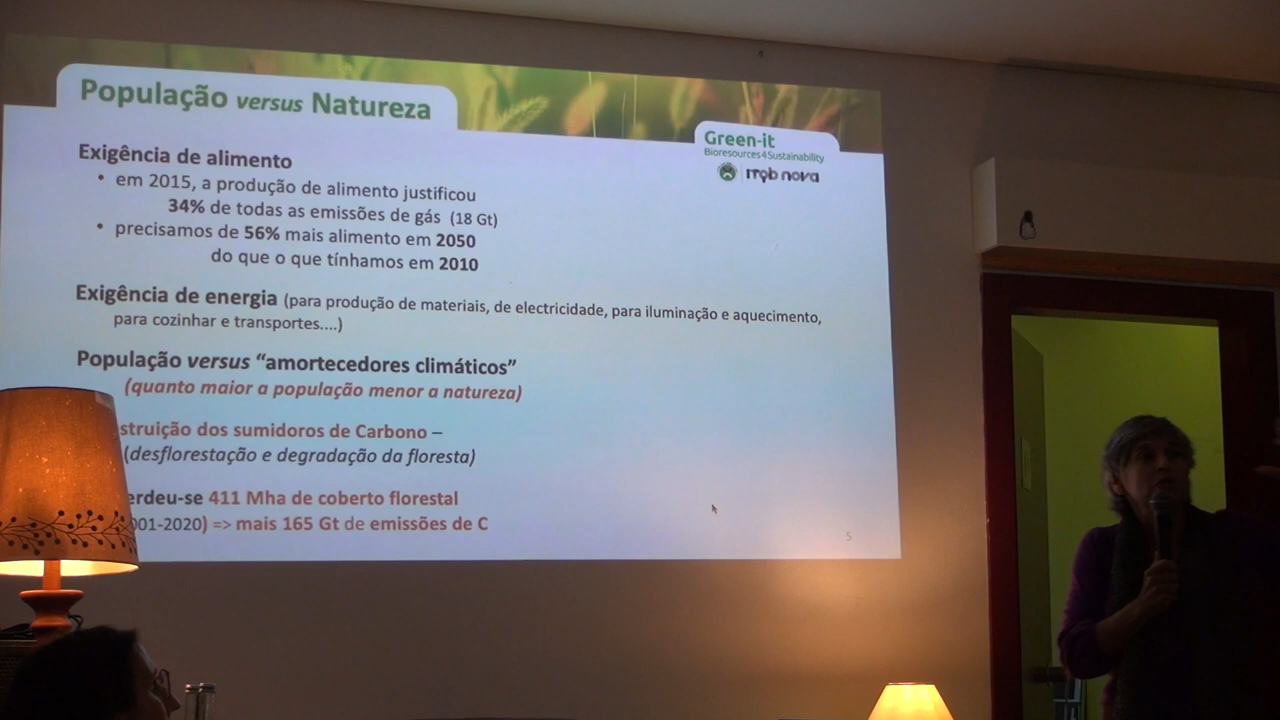 População versus Natureza
Green-it
Bioresources4Sustainability
itqb nova
Exigência de alimento
• em 2015, a produção de alimento justificou
34% de todas as emissões de gás (18 Gt)
• precisamos de 56% mais alimento em 2050
do que o que tínhamos em 2010
Exigência de energia (para produção de materiais, de electricidade, para iluminação e aquecimento,
para cozinhar e transportes....)
População versus “amortecedores climáticos”
(quanto maior a população menor a natureza)
struição dos sumidoros de Carbono –
(desflorestação e degradação da floresta)
erdeu-se 411 Mha de coberto florestal
001-2020) => mais 165 Gt de emissões de C
5